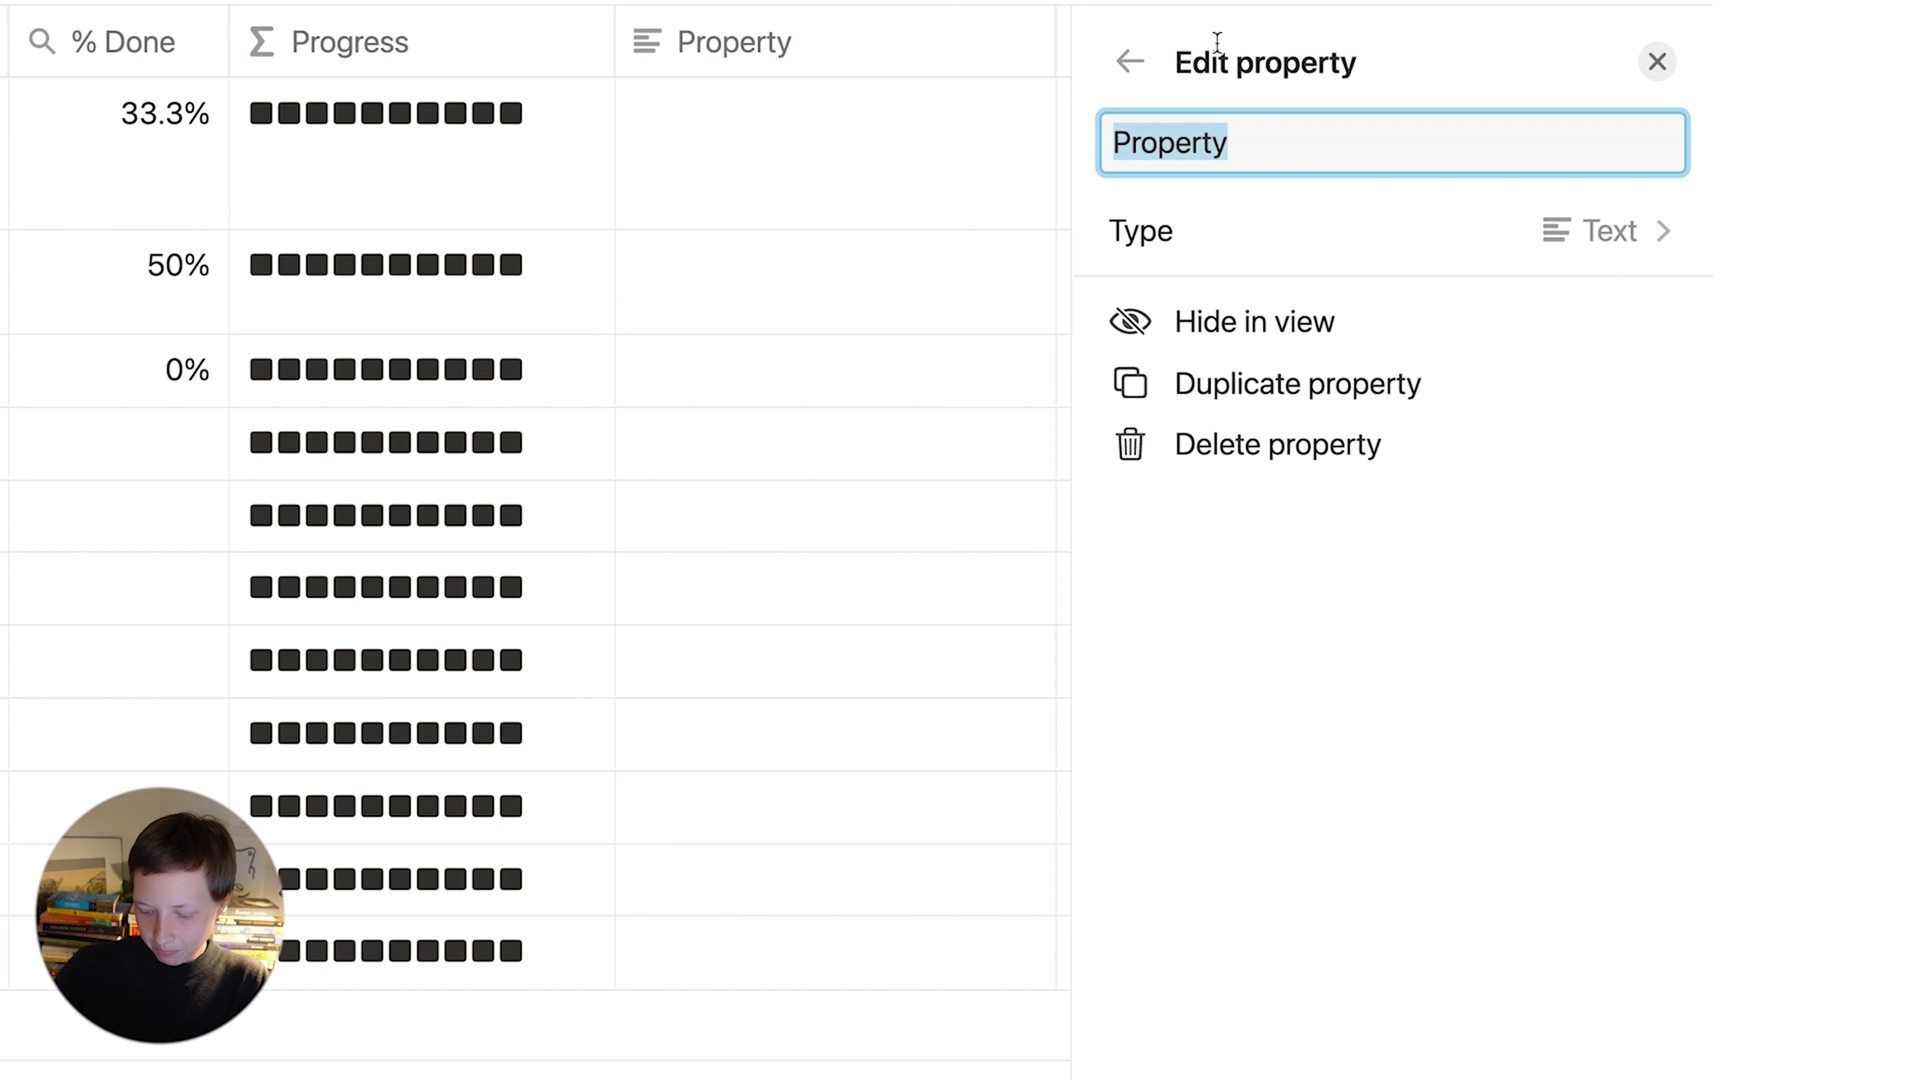 % Done Progress Property
Edit property
Property
33.3%
Type Text
50%
Hide in view
0%
Duplicate property
Delete property